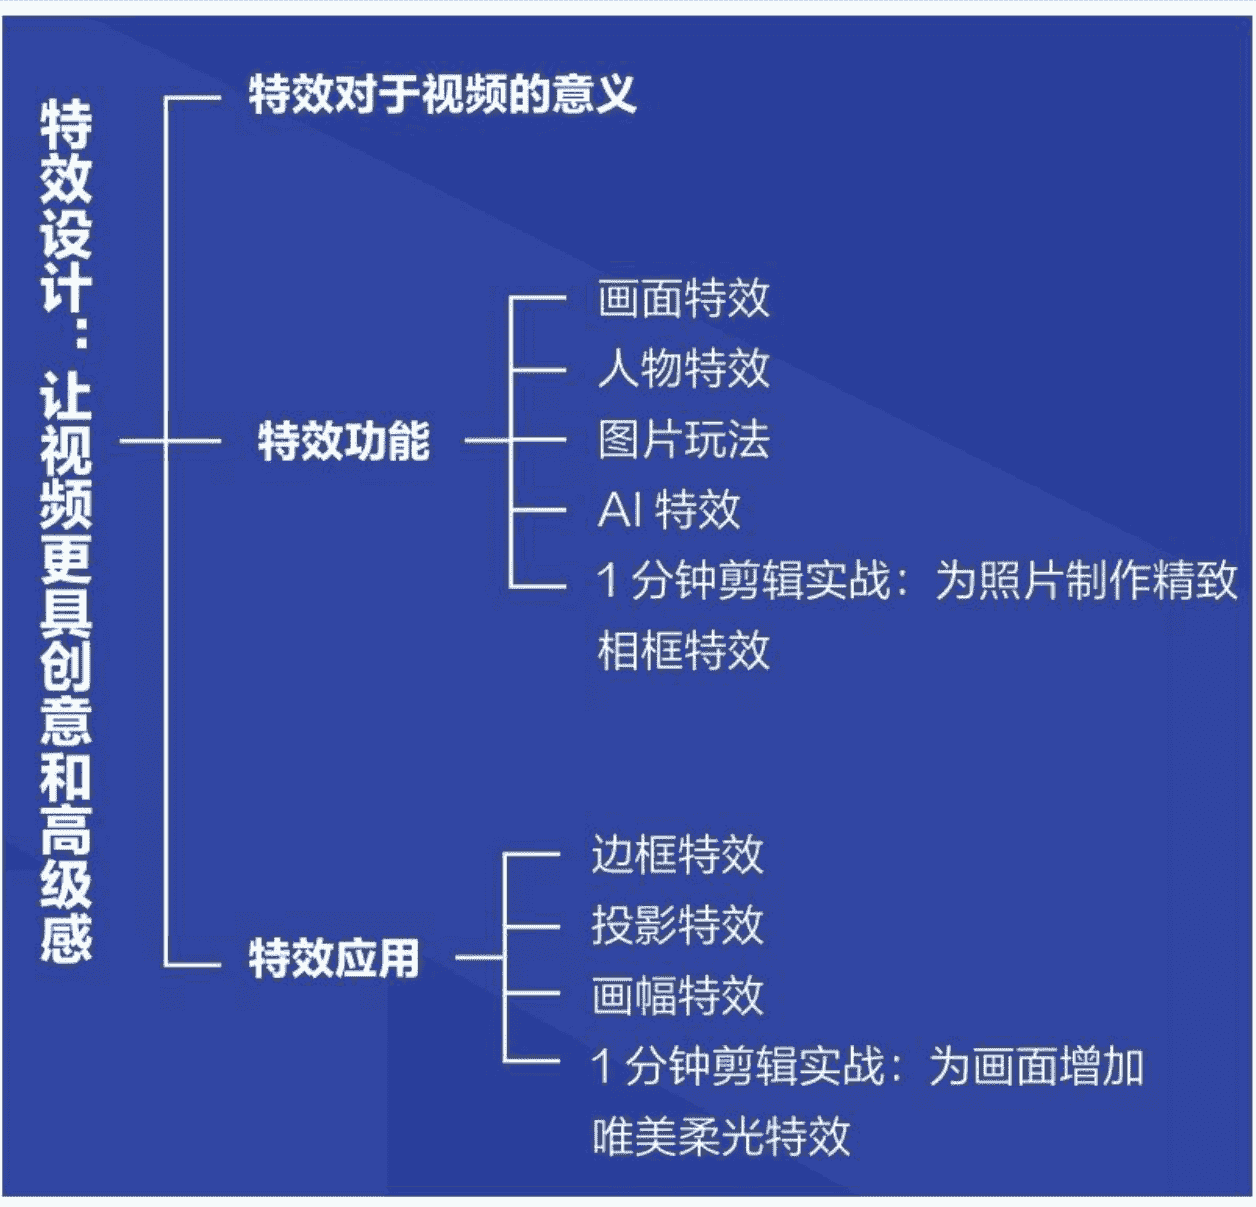 特效设计：让视频更具创意和高级感
特效对于视频的意义
特效功能
画面特效
人物特效
图片玩法
AI 特效
1 分钟剪辑实战：为照片制作精致
相框特效
特效应用
边框特效
投影特效
画幅特效
1 分钟剪辑实战：为画面增加
唯美柔光特效